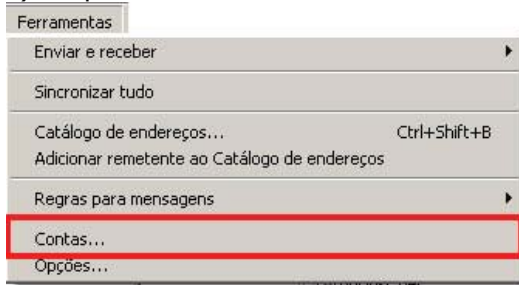 Ferramentas
Enviar e receber
Sincronizar tudo
Catálogo de endereços... Ctrl+Shift+B
Adicionar remetente ao Catálogo de endereços
Regras para mensagens
Contas...
Opções...